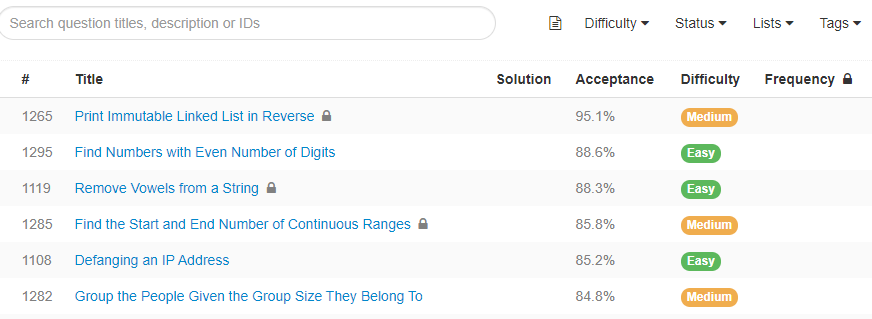 Search question titles, description or IDs Difficulty Status Lists Tags
# Title Solution Acceptance Difficulty Frequency
1265 Print Immutable Linked List in Reverse 95.1% Medium
1295 Find Numbers with Even Number of Digits 88.6% Easy
1119 Remove Vowels from a String 88.3% Easy
1285 Find the Start and End Number of Continuous Ranges 85.8% Medium
1108 Defanging an IP Address 85.2% Easy
1282 Group the People Given the Group Size They Belong To 84.8% Medium